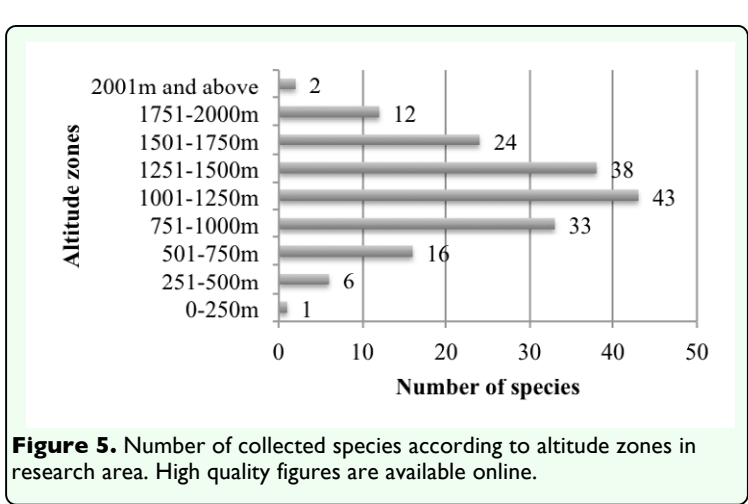 Altitude zones
2001m and above 2
1751-2000m 12
1501-1750m 24
1251-1500m 38
1001-1250m 43
751-1000m 33
501-750m 16
251-500m 6
0-250m 1
0 10 20 30 40 50
Number of species
Figure 5. Number of collected species according to altitude zones in
research area. High quality figures are available online.